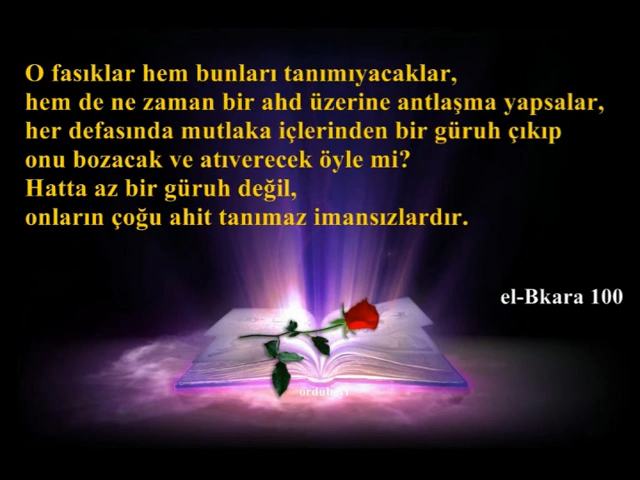 O fasıklar hem bunları tanımıyacaklar,
hem de ne zaman bir ahd üzerine antlaşma yapsalar,
her defasında mutlaka içlerinden bir güruh çıkıp
onu bozacak ve atıverecek öyle mi?
Hatta az bir güruh değil,
onların çoğu ahit tanımaz imansızlardır.
el-Bkara 100